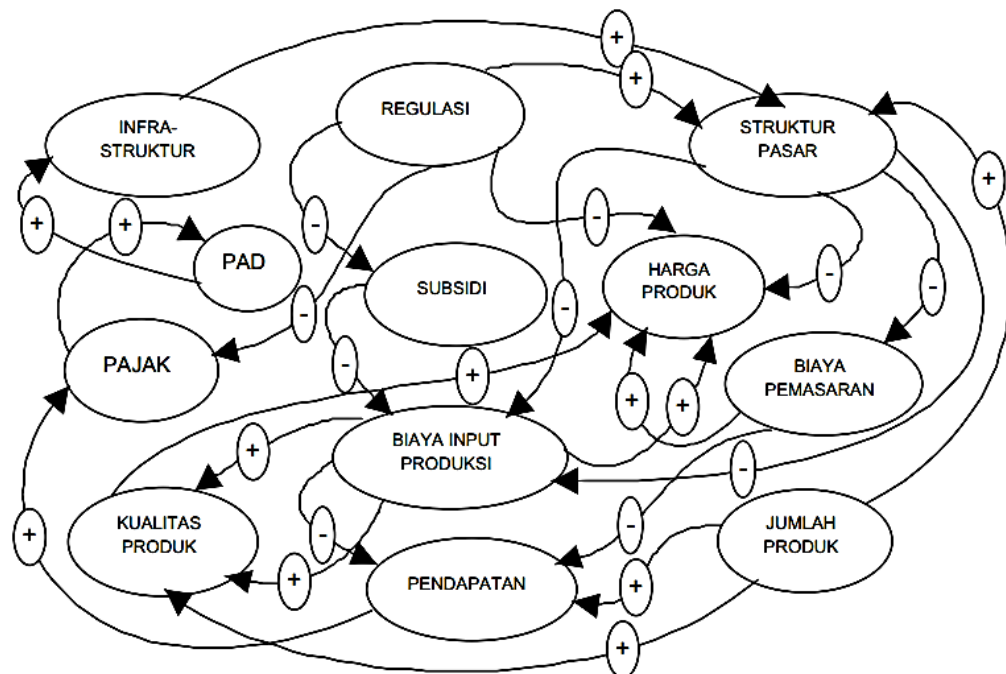 +
+
REGULASI
INFRA-
STRUKTUR
STRUKTUR
PASAR
+
+
+
-
-
PAD
HARGA
PRODUK
-
SUBSIDI
-
-
-
PAJAK
-
+
BIAYA
PEMASARAN
+
+
BIAYA INPUT
PRODUKSI
+
-
KUALITAS
PRODUK
-
-
JUMLAH
PRODUK
+
+
PENDAPATAN
+
+